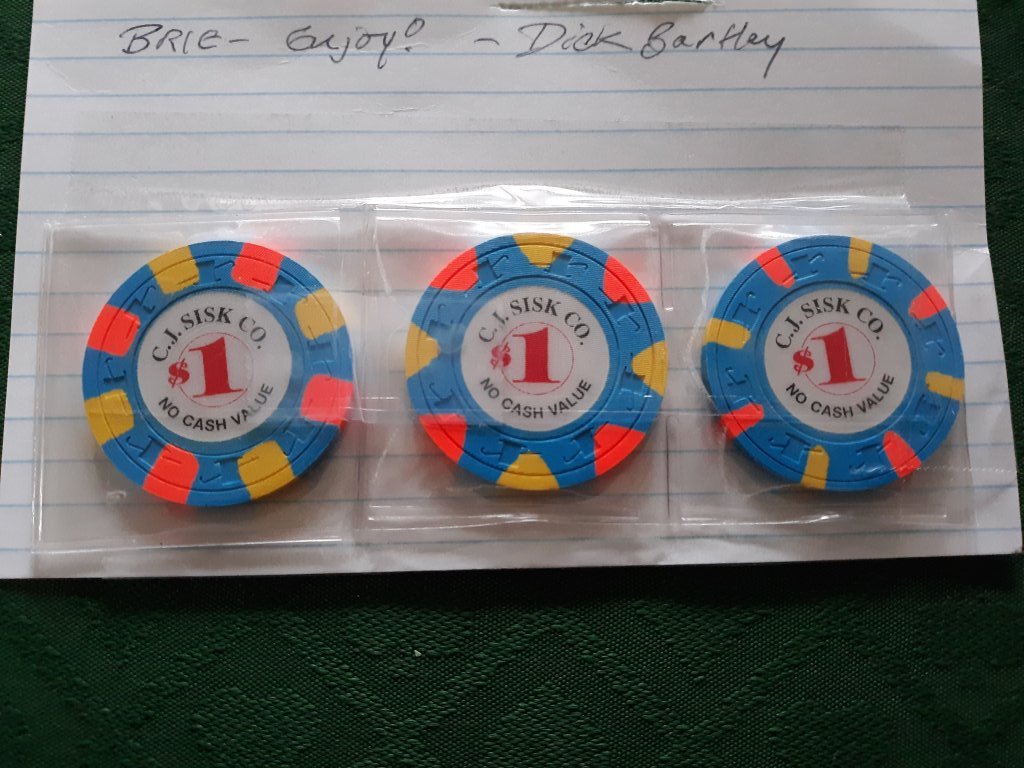 BRIE - Enjoy! - Dick Bartley
C.J. SISK CO.
$1
NO CASH VALUE
C.J. SISK CO.
$1
NO CASH VALUE
C.J. SISK CO.
$1
NO CASH VALUE